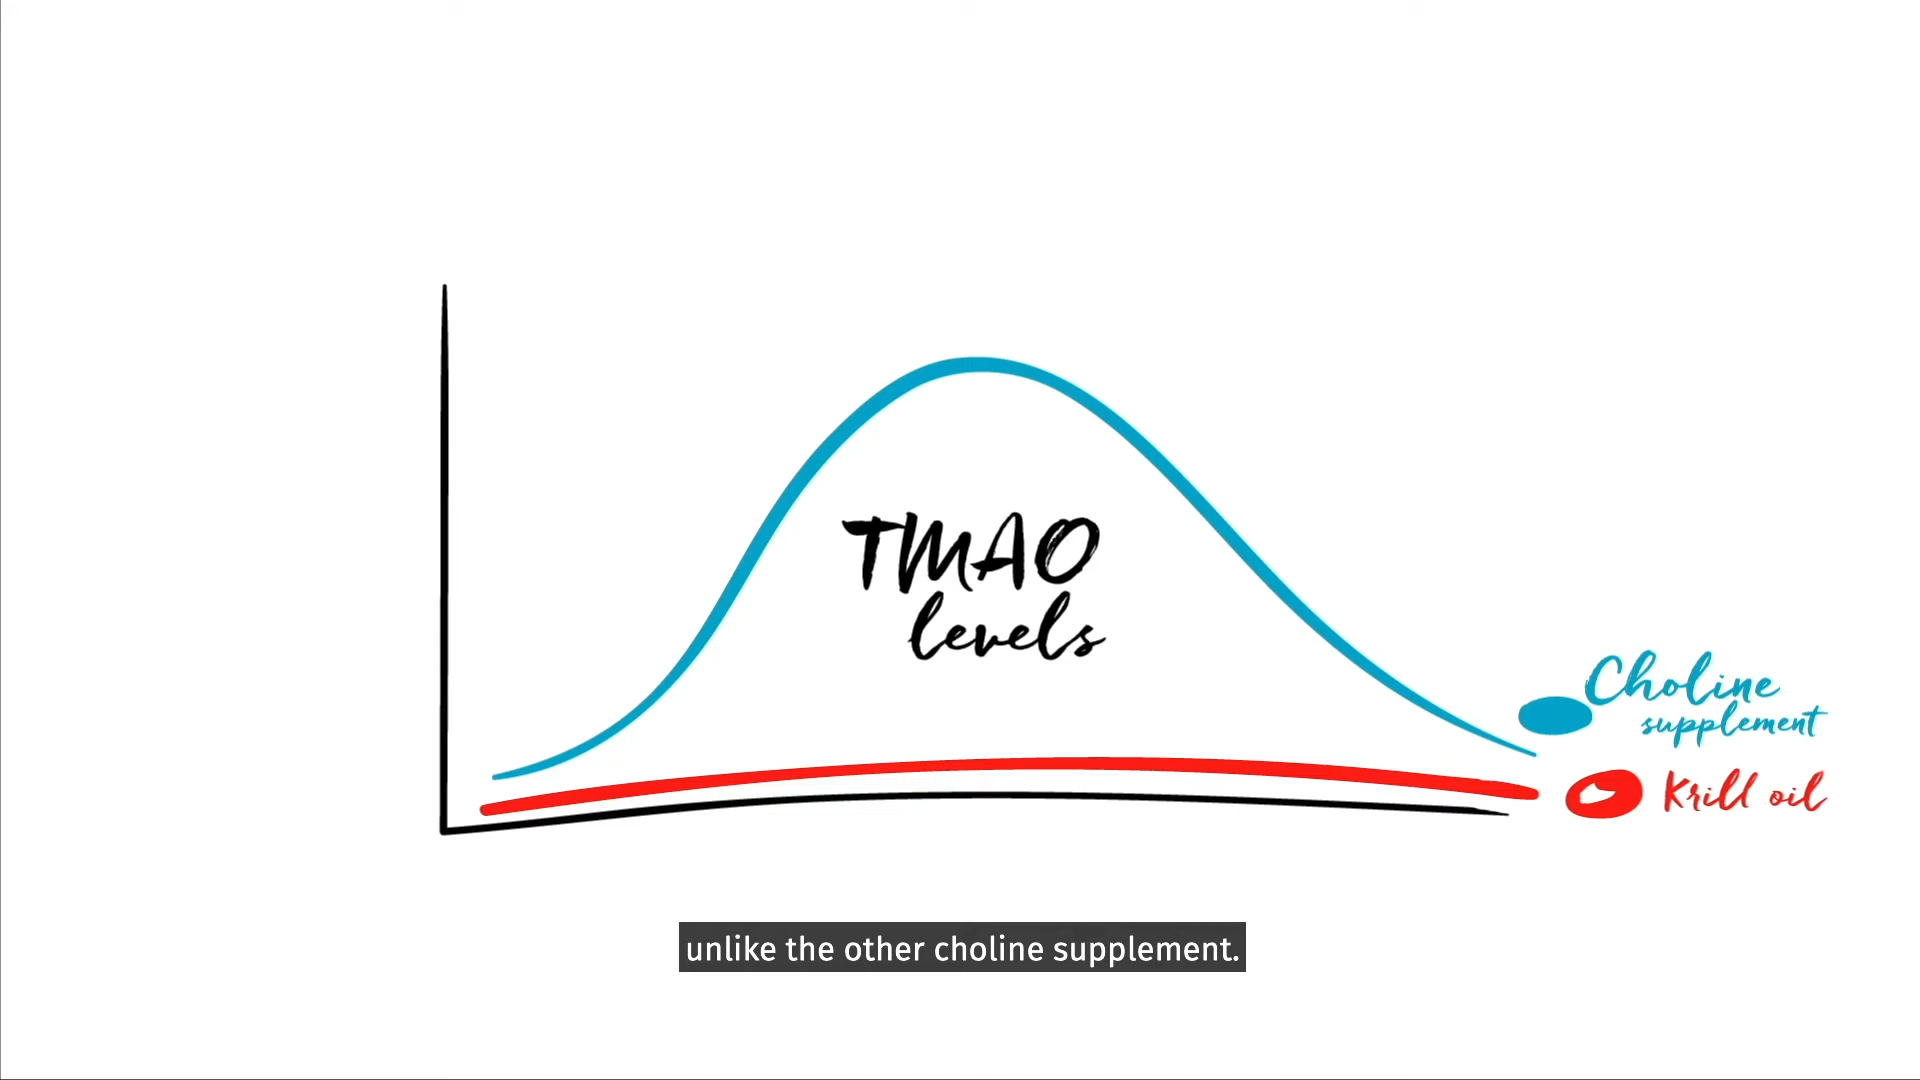 TMAO
levels
Choline
supplement
Krill oil
unlike the other choline supplement.